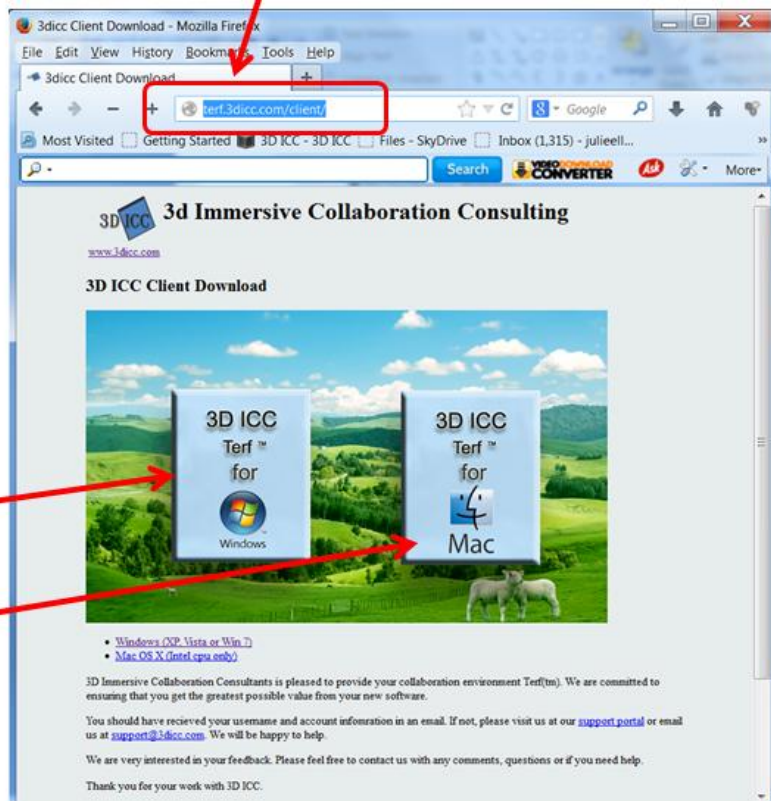 3dicc Client Download - Mozilla Firefox
File Edit View History Bookmarks Tools Help
3dicc Client Download
terf.3dicc.com/client/
Google
Most Visited Getting Started 3D ICC - 3D ICC Files - SkyDrive Inbox (1,315) - julieell...
Search VIDEO DOWNLOAD CONVERTER Ask More
3D ICC 3d Immersive Collaboration Consulting
www.3dicc.com
3D ICC Client Download
3D ICC
Terf ™
for
Windows
3D ICC
Terf ™
for
Mac
Windows (XP, Vista or Win 7)
Mac OS X (Intel cpu only)
3D Immersive Collaboration Consultants is pleased to provide your collaboration environment Terf(tm). We are committed to
ensuring that you get the greatest possible value from your new software.
You should have recieved your username and account infomration in an email. If not, please visit us at our support portal or email
us at support@3dicc.com. We will be happy to help.
We are very interested in your feedback. Please feel free to contact us with any comments, questions or if you need help.
Thank you for your work with 3D ICC.